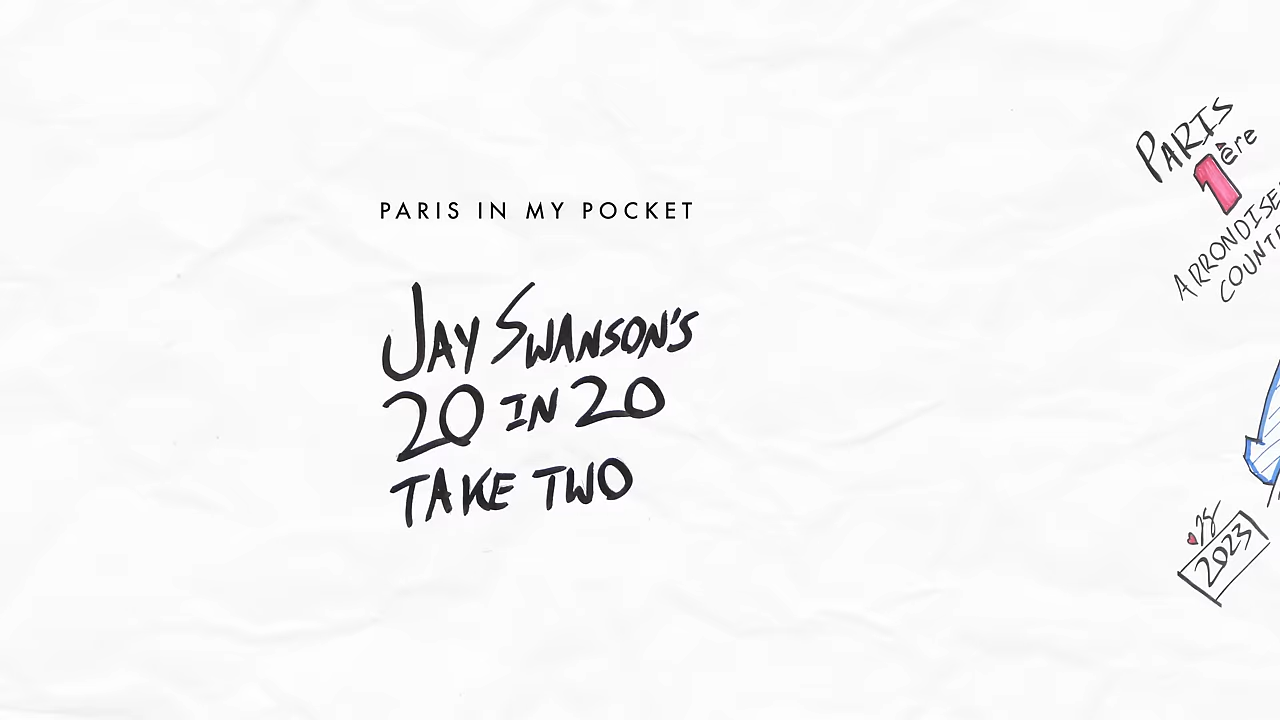 PARIS IN MY POCKET
JAY SWANSON'S
20 IN 20
TAKE TWO
PARIS
1ère
2023